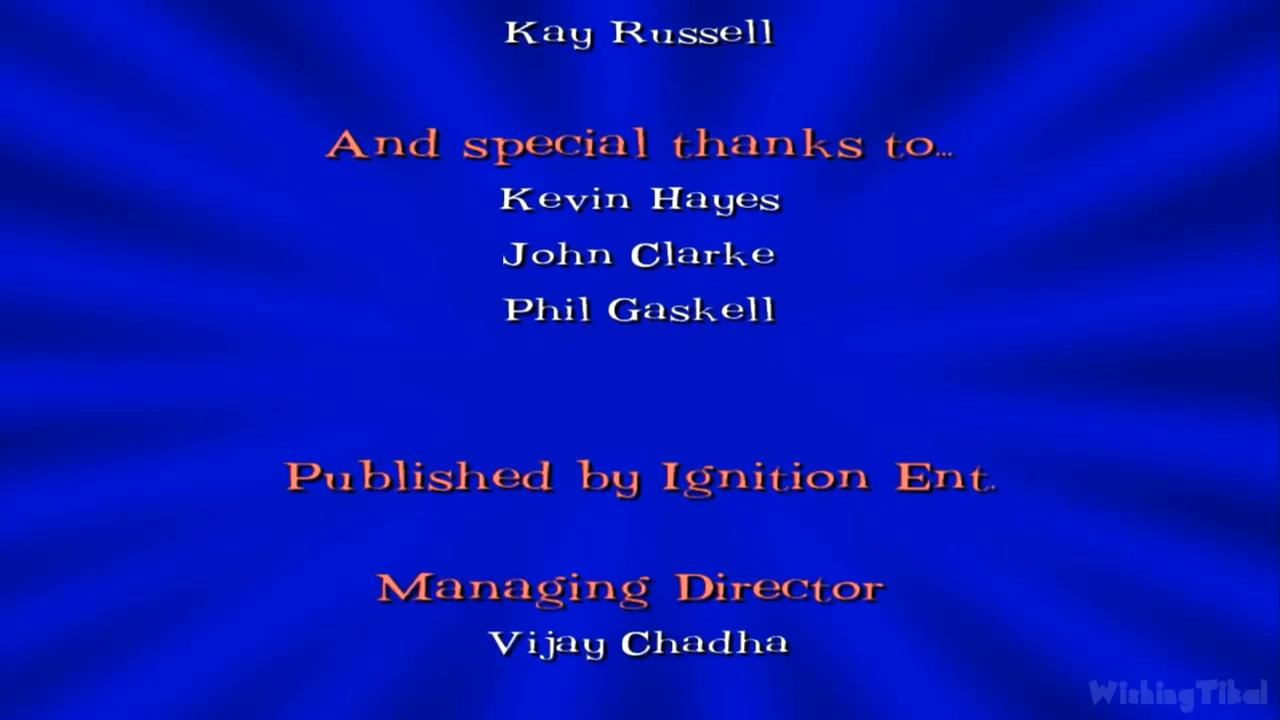 Kay Russell
And special thanks to...
Kevin Hayes
John Clarke
Phil Gaskell
Published by Ignition Ent.
Managing Director
Vijay Chadha
WishingTikal